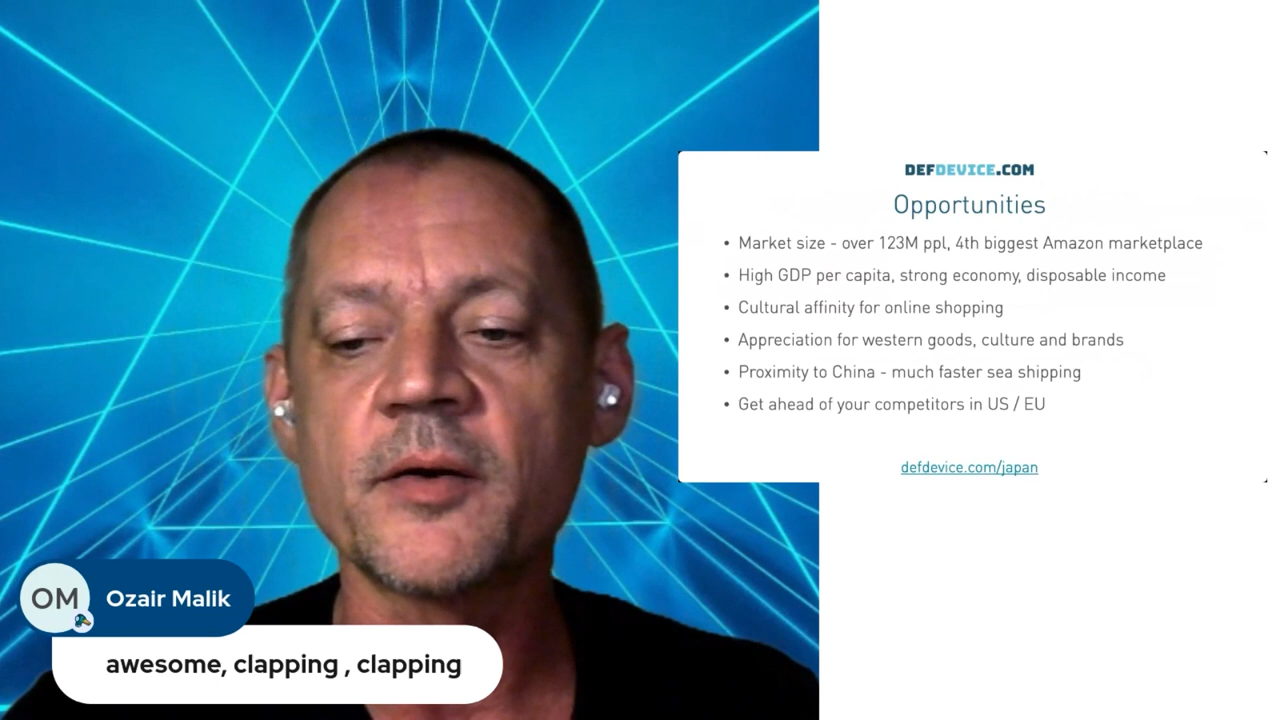 DEFDEVICE.COM
Opportunities
• Market size - over 123M ppl, 4th biggest Amazon marketplace
• High GDP per capita, strong economy, disposable income
• Cultural affinity for online shopping
• Appreciation for western goods, culture and brands
• Proximity to China - much faster sea shipping
• Get ahead of your competitors in US / EU
defdevice.com/japan
OM
Ozair Malik
awesome, clapping , clapping